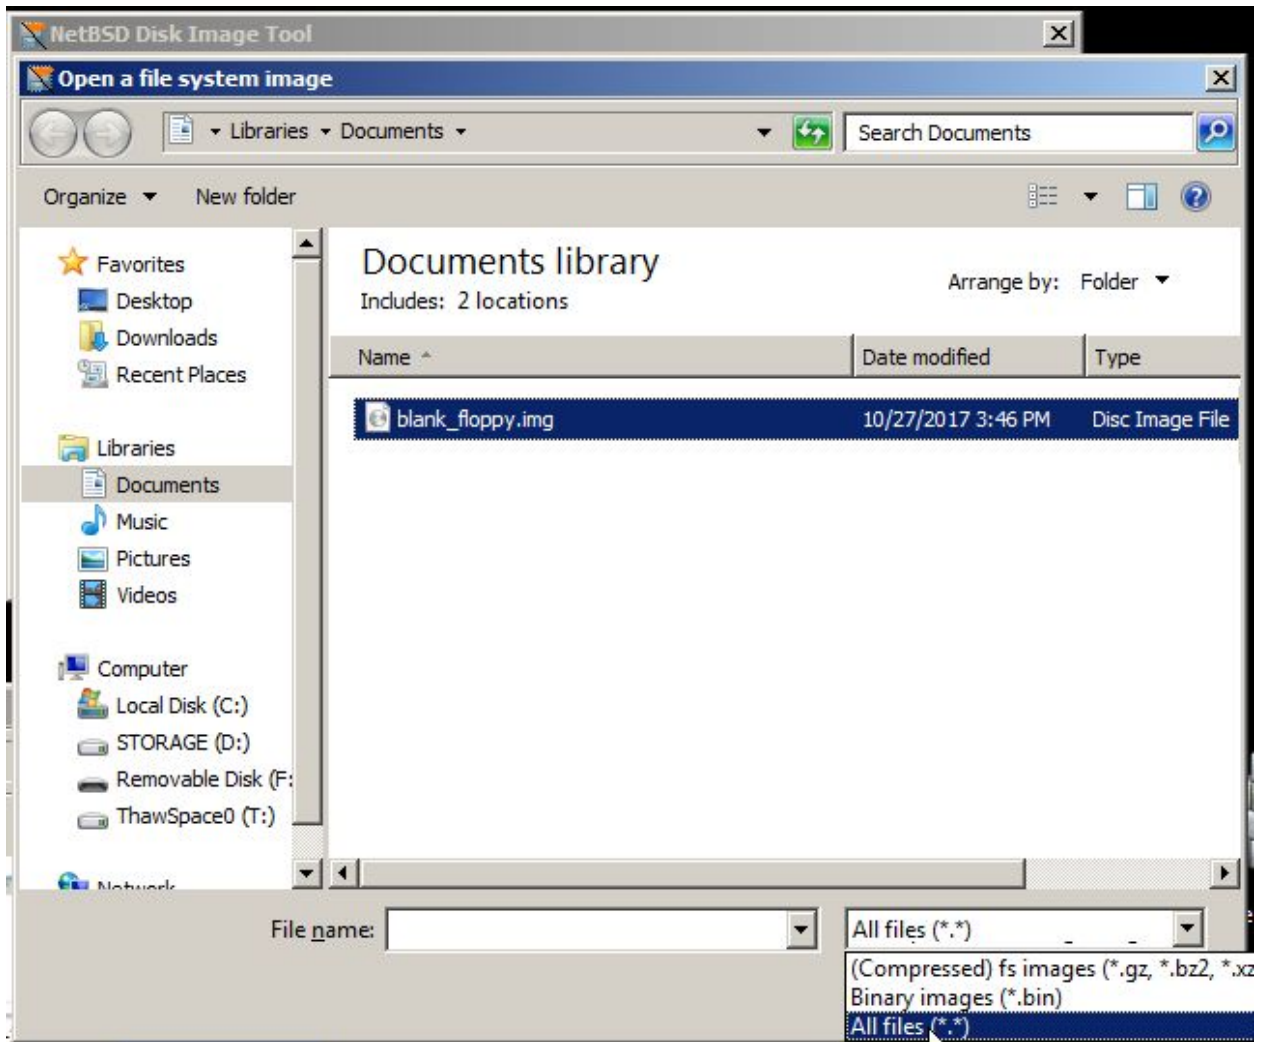 NetBSD Disk Image Tool
Open a file system image
Libraries Documents
Search Documents
Organize New folder
Favorites
Desktop
Downloads
Recent Places
Libraries
Documents
Music
Pictures
Videos
Computer
Local Disk (C:)
STORAGE (D:)
Removable Disk (F:
ThawSpace0 (T:)
Network
Documents library
Includes: 2 locations
Arrange by: Folder
Name Date modified Type
blank_floppy.img 10/27/2017 3:46 PM Disc Image File
File name:
All files (*.*)
(Compressed) fs images (*.gz, *.bz2, *.xz
Binary images (*.bin)
All files (*.*)